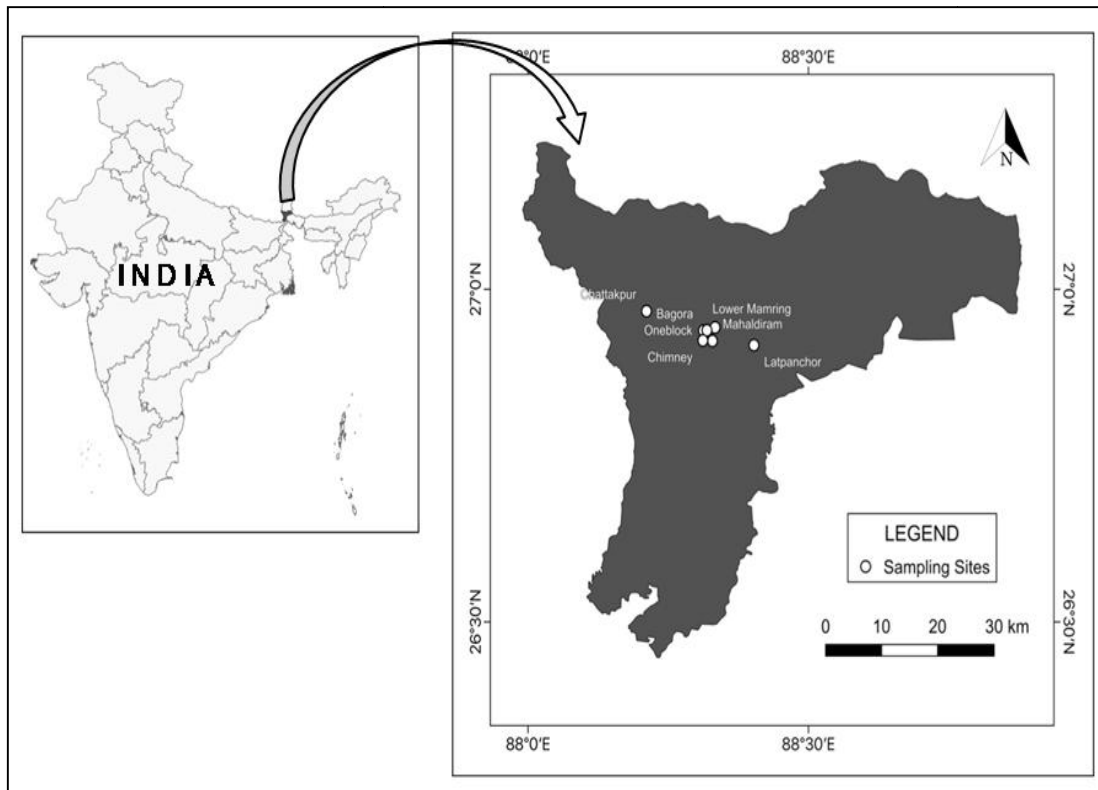 INDIA
88°30′E
N
27°0′N
27°0′N
Chattakpur
Bagora
Lower Mamring
Oneblock
Mahaldiram
Chimney
Latpanchor
LEGEND
Sampling Sites
0 10 20 30 km
26°30′N
26°30′N
88°0′E
88°30′E